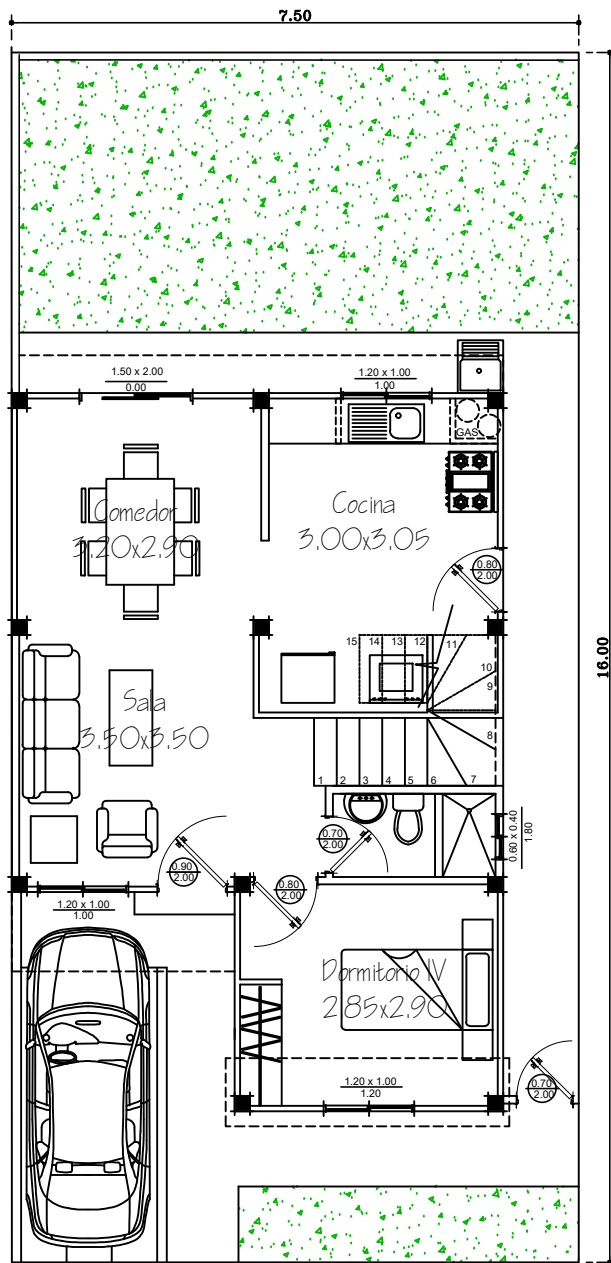 7.50
1.50 x 2.00
0.00
1.20 x 1.00
1.00
GAS
Comedor
3.20x2.90
Cocina
3.00x3.05
0.80
2.00
15 14 13 12 11
10
9
16.00
Sala
3.50x3.50
8
1 2 3 4 5 6 7
0.70
2.00
0.60 x 0.40
1.80
0.90
2.00
0.80
2.00
1.20 x 1.00
1.00
Dormitorio IV
2.85x2.90
1.20 x 1.00
1.20
0.70
2.00